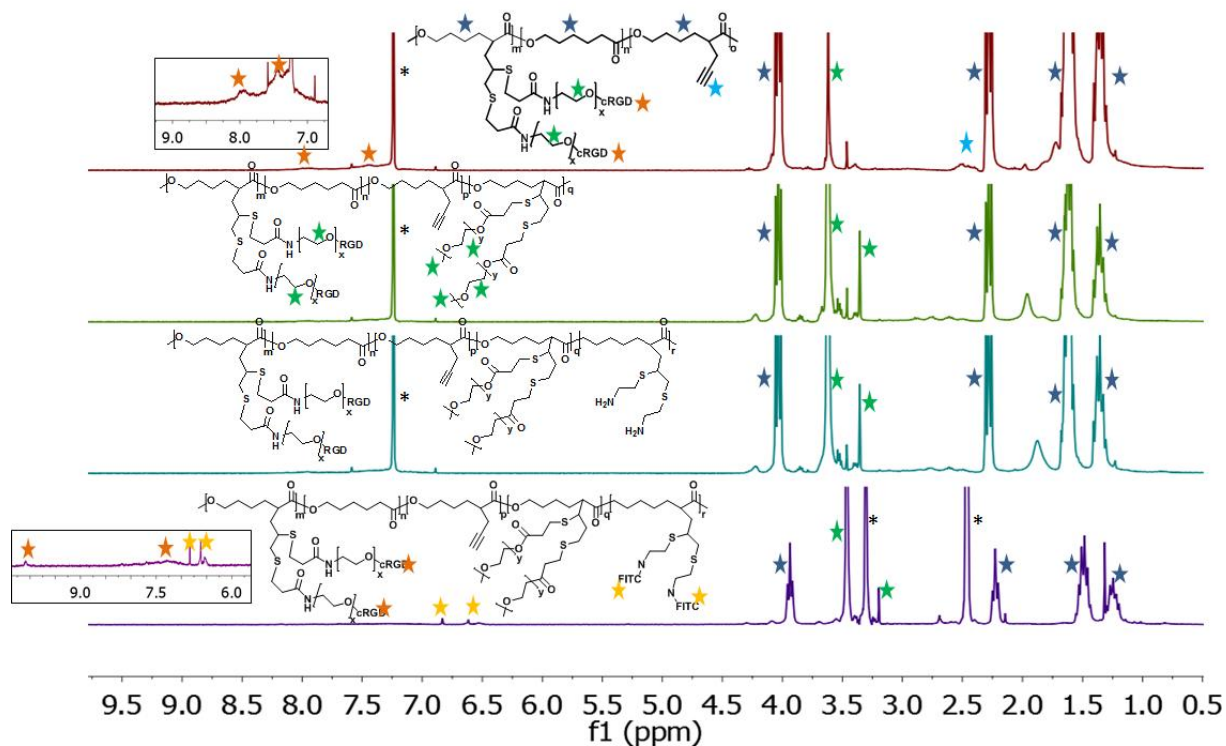 O O O
[O ]m[O ]n[O ]o
*
S
S O
N
H
O
x cRGD
O
N
H
O
x cRGD
9.0 8.0 7.0
O O O O
[O ]m[O ]n[O ]p[O ]q
*
S S
S O
N
H
O
x RGD
O
N
H
O
x RGD
O
O
S
O y
O
O
O y
O O O O O
[O ]m[O ]n[O ]p[O ]q[ ]r
*
S S S
S O
N
H
O
x RGD
O
N
H
O
x RGD
O
O
S
O y
O
O y
S
H₂N
H₂N
O O O O O
[O ]m[O ]n[O ]p[O ]q[ ]r
* *
S S S
S O
N
H
O
x cRGD
O
N
H
O
x cRGD
O
O
S
O y
O
O y
S
N
FITC
N
FITC
9.0 7.5 6.0
9.5 9.0 8.5 8.0 7.5 7.0 6.5 6.0 5.5 5.0 4.5 4.0 3.5 3.0 2.5 2.0 1.5 1.0 0.5
f1 (ppm)